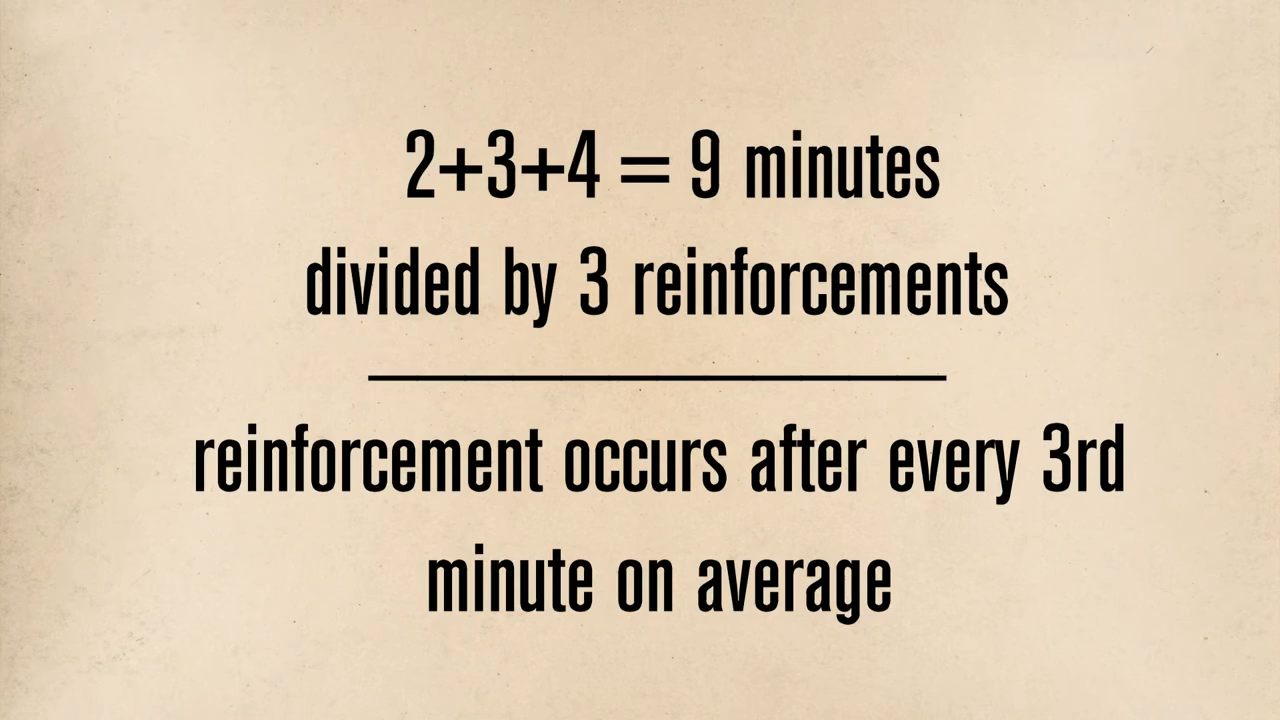 2+3+4 = 9 minutes
divided by 3 reinforcements
reinforcement occurs after every 3rd
minute on average